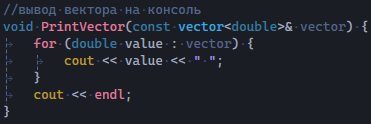 //вывод вектора на консоль
void PrintVector(const vector<double>& vector) {
    for (double value : vector) {
        cout << value << " ";
    }
    cout << endl;
}